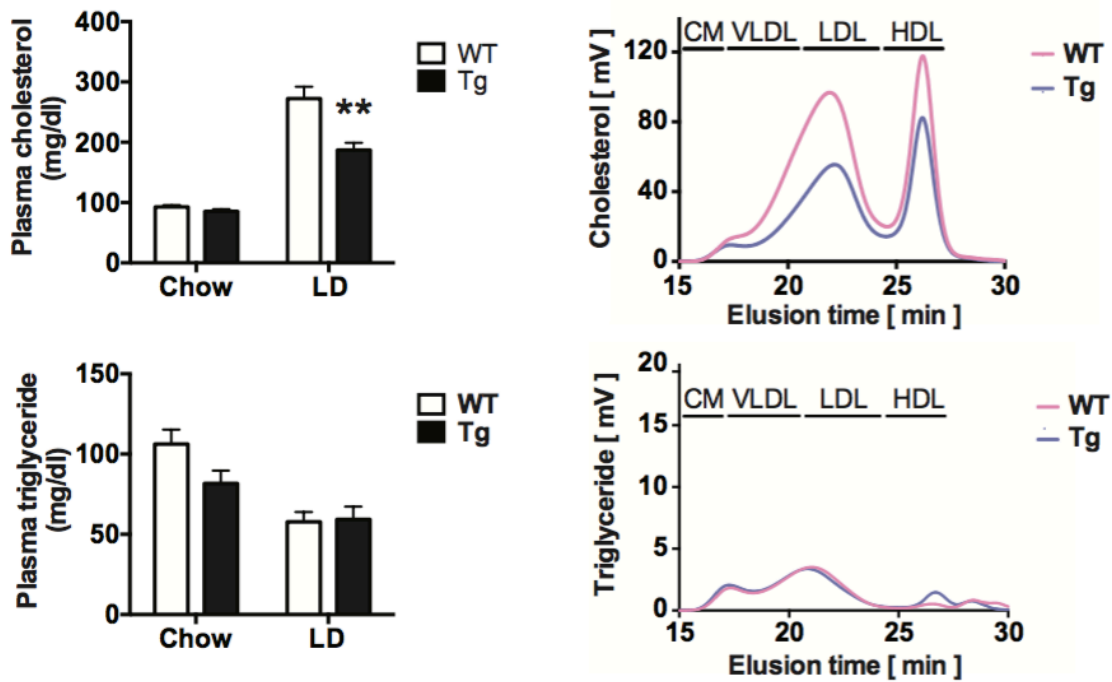 Plasma cholesterol
(mg/dl)
400
300
200
100
0
**
WT
Tg
Chow LD
Cholesterol [ mV ]
120
80
40
0
CM VLDL LDL HDL
WT
Tg
15 20 25 30
Elusion time [ min ]
Plasma triglyceride
(mg/dl)
150
100
50
0
WT
Tg
Chow LD
Triglyceride [ mV ]
20
15
10
5
0
CM VLDL LDL HDL
WT
Tg
15 20 25 30
Elusion time [ min ]